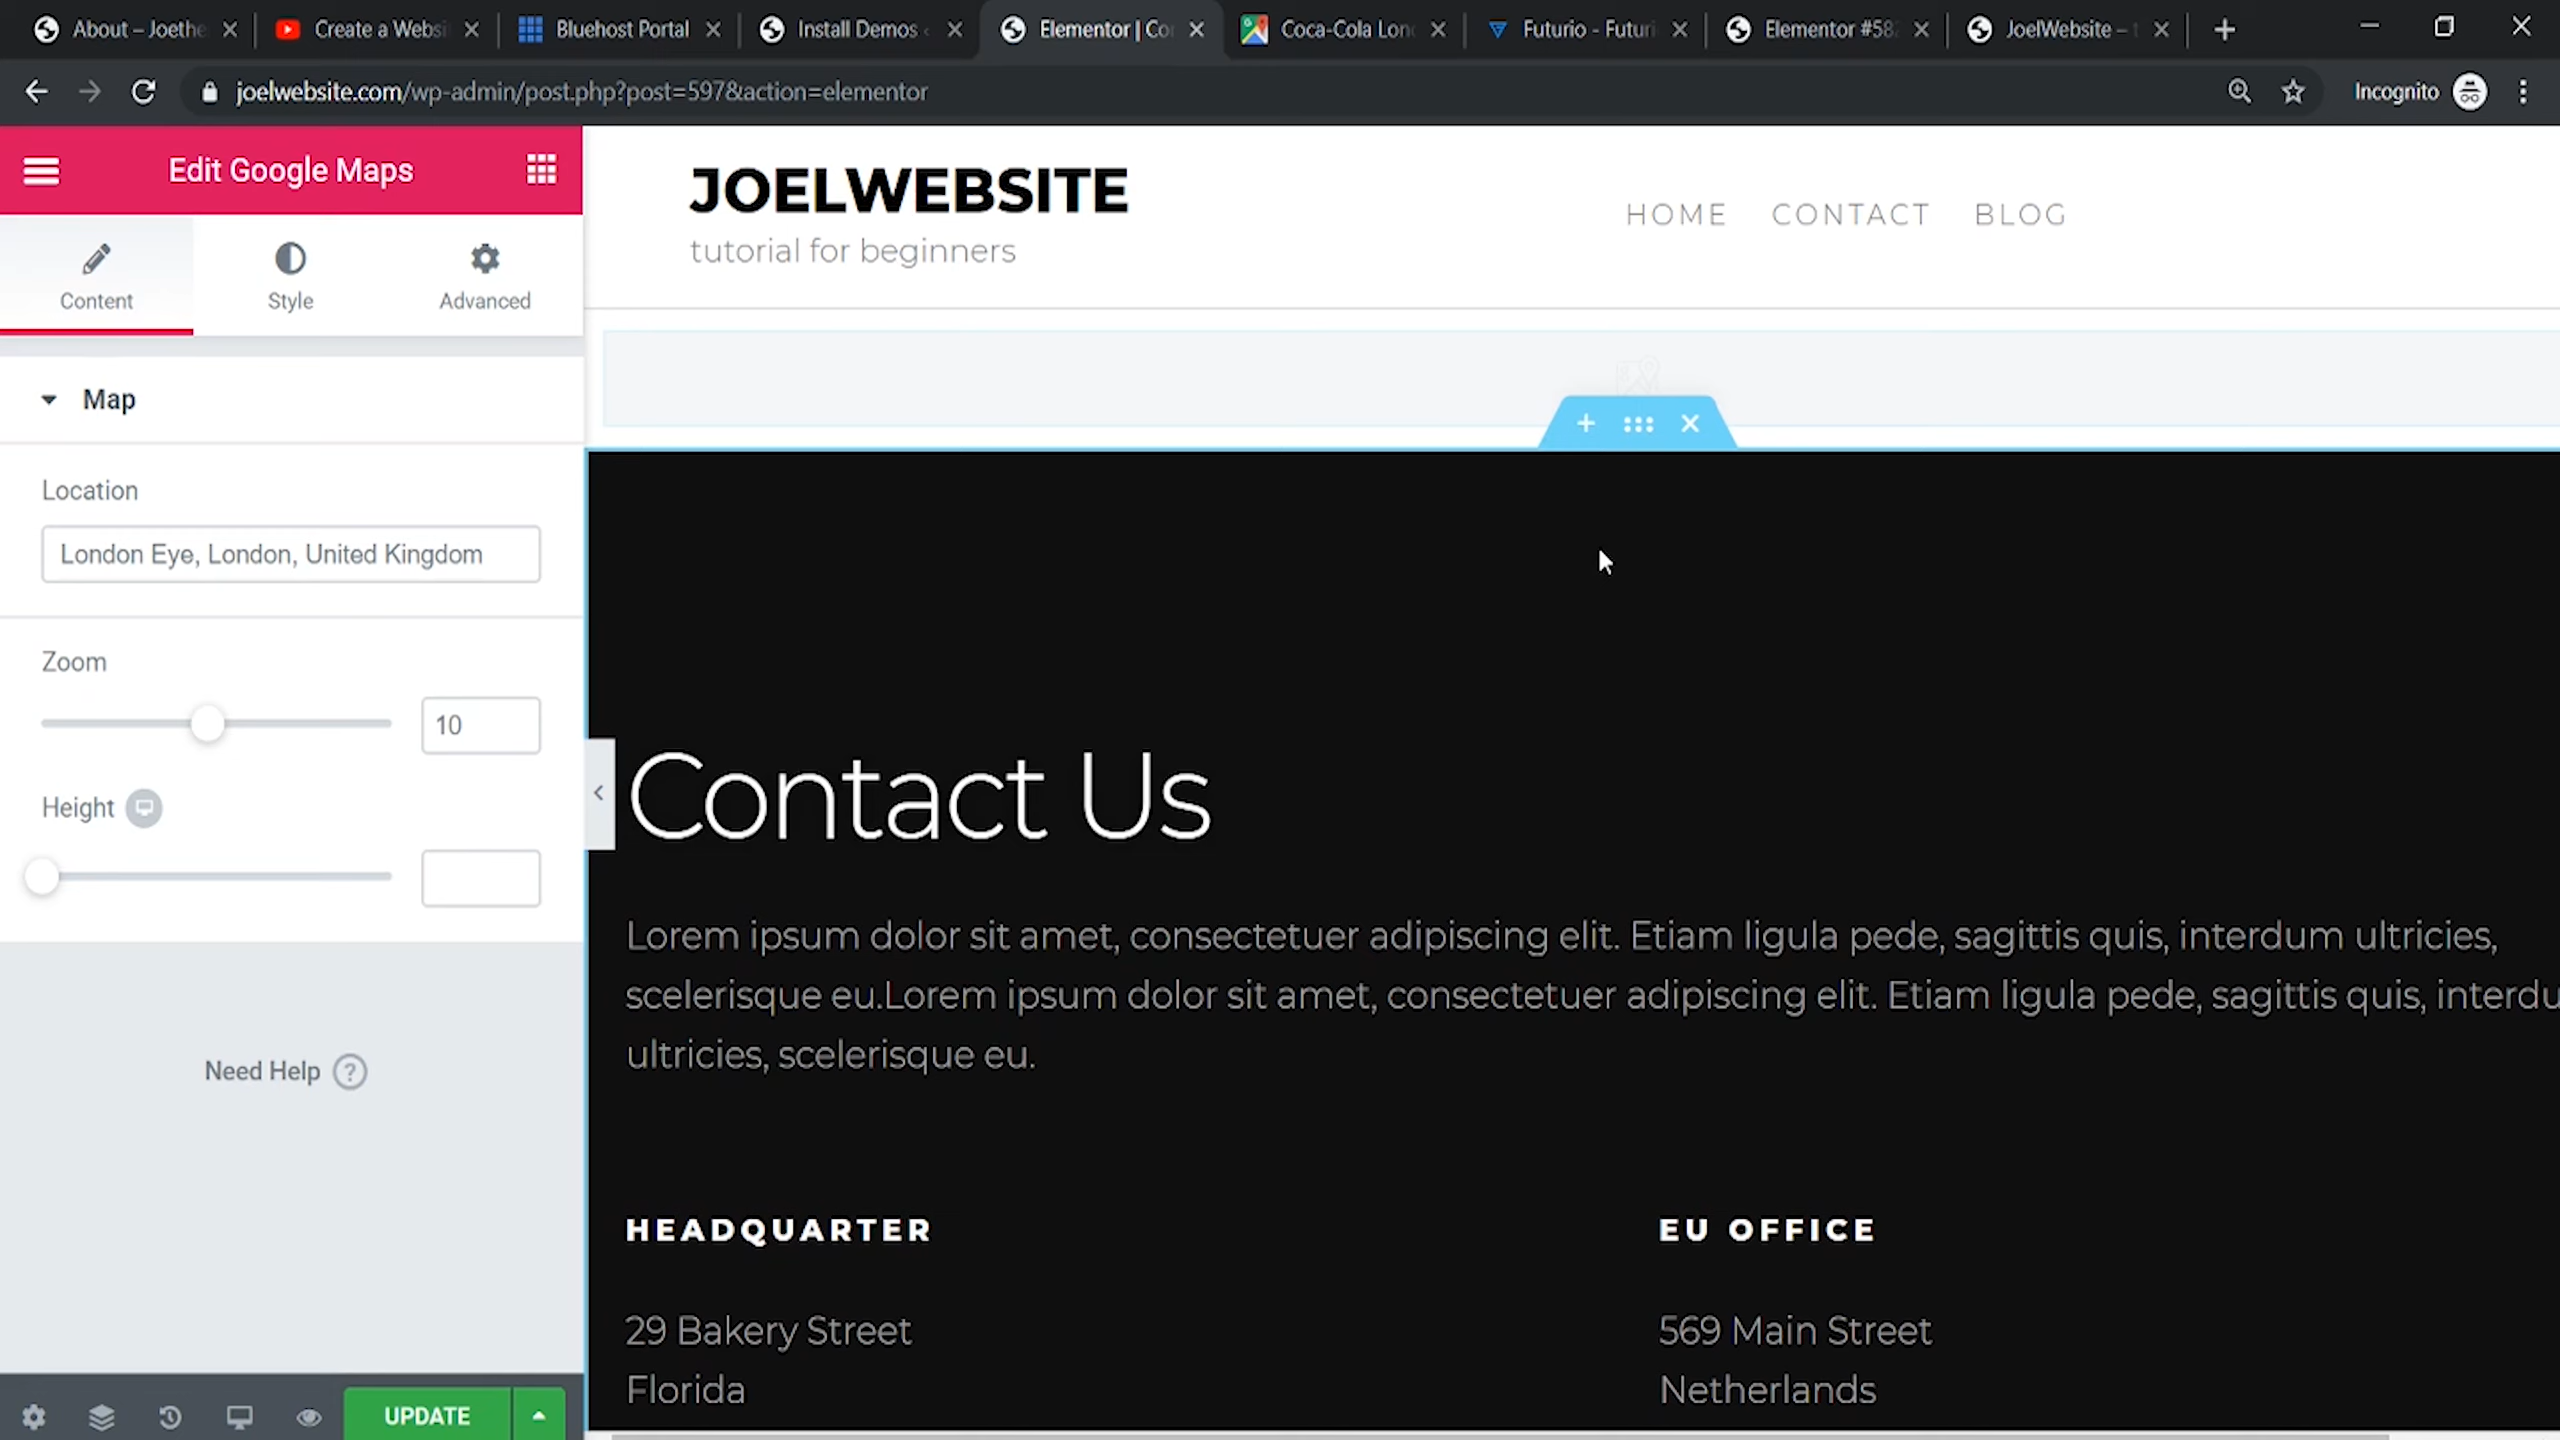 About – Joethe
Create a Websi
Bluehost Portal
Install Demos
Elementor | Co
Coca-Cola Lon
Futurio - Futuri
Elementor #58
JoelWebsite – t
joelwebsite.com/wp-admin/post.php?post=597&action=elementor
Incognito
Edit Google Maps
Content
Style
Advanced
Map
Location
London Eye, London, United Kingdom
Zoom
10
Height
Need Help ?
UPDATE
JOELWEBSITE
tutorial for beginners
HOME CONTACT BLOG
Contact Us
Lorem ipsum dolor sit amet, consectetuer adipiscing elit. Etiam ligula pede, sagittis quis, interdum ultricies,
scelerisque eu.Lorem ipsum dolor sit amet, consectetuer adipiscing elit. Etiam ligula pede, sagittis quis, interdu
ultricies, scelerisque eu.
HEADQUARTER
29 Bakery Street
Florida
EU OFFICE
569 Main Street
Netherlands